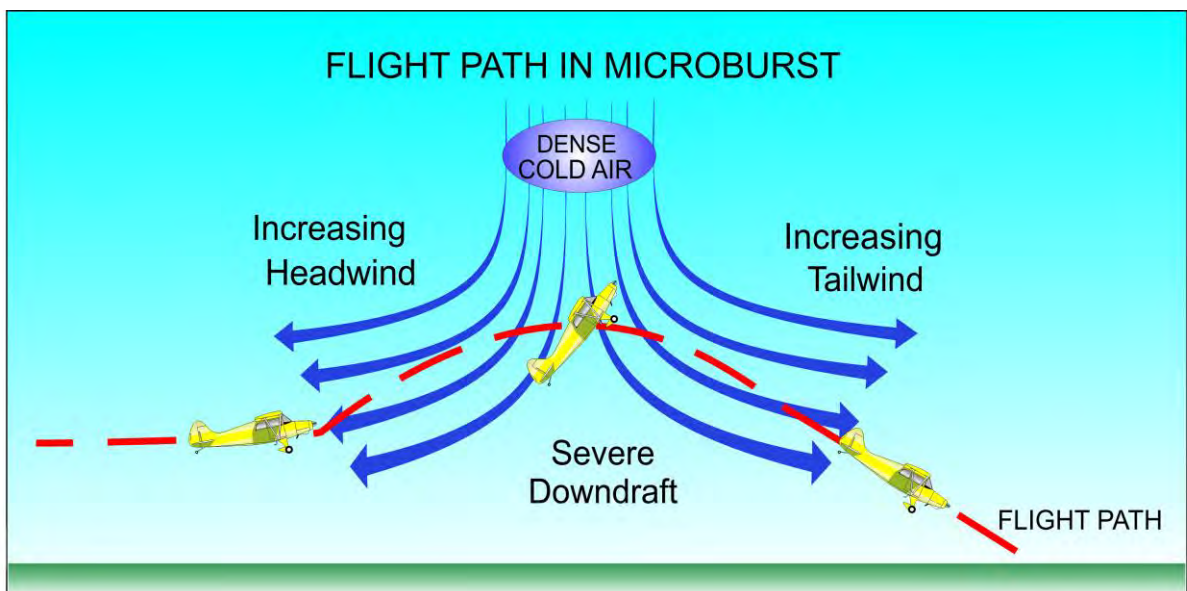 FLIGHT PATH IN MICROBURST
DENSE
COLD AIR
Increasing
Headwind
Increasing
Tailwind
Severe
Downdraft
FLIGHT PATH